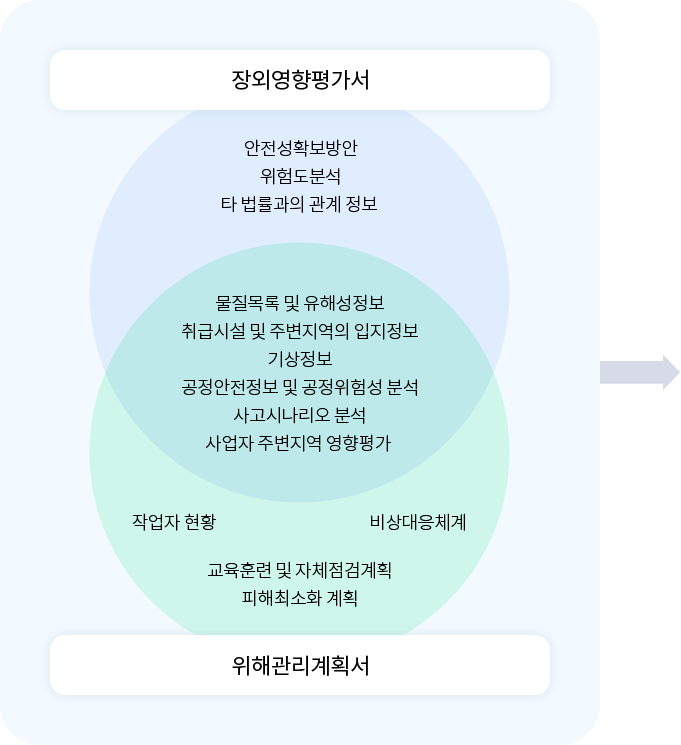 장외영향평가서
안전성확보방안
위험도분석
타 법률과의 관계 정보
물질목록 및 유해성정보
취급시설 및 주변지역의 입지정보
기상정보
공정안전정보 및 공정위험성 분석
사고시나리오 분석
사업자 주변지역 영향평가
작업자 현황 비상대응체계
교육훈련 및 자체점검계획
피해최소화 계획
위해관리계획서